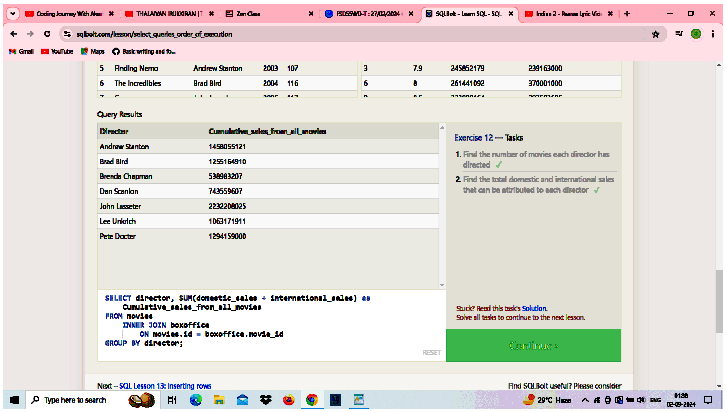 Coding Journey With Akas
THALAIVAN IRUKKIRAN | T
Zen Class
FSD55WD-T : 27/02/2024 -
SQLBolt - Learn SQL - SQL
Indian 2 - Paaraa Lyric Vide
sqlbolt.com/lesson/select_queries_order_of_execution
Gmail YouTube Maps Basic writing and fo...
5 Finding Nemo Andrew Stanton 2003 107 3 7.9 245852179 239163000
6 The Incredibles Brad Bird 2004 116 6 8 261441092 370001000
Query Results
Director Cumulative_sales_from_all_movies
Andrew Stanton 1458055121
Brad Bird 1255164910
Brenda Chapman 538983207
Dan Scanlon 743559607
John Lasseter 2232208025
Lee Unkrich 1063171911
Pete Docter 1294159000
Exercise 12 — Tasks
1. Find the number of movies each director has
directed ✓
2. Find the total domestic and international sales
that can be attributed to each director ✓
SELECT director, SUM(domestic_sales + international_sales) as
Cumulative_sales_from_all_movies
FROM movies
INNER JOIN boxoffice
ON movies.id = boxoffice.movie_id
GROUP BY director;
RESET
Stuck? Read this task's Solution.
Solve all tasks to continue to the next lesson.
Continue ›
Next – SQL Lesson 13: Inserting rows
Find SQLBolt useful? Please consider
Type here to search
29°C Haze
ENG
02-09-2024